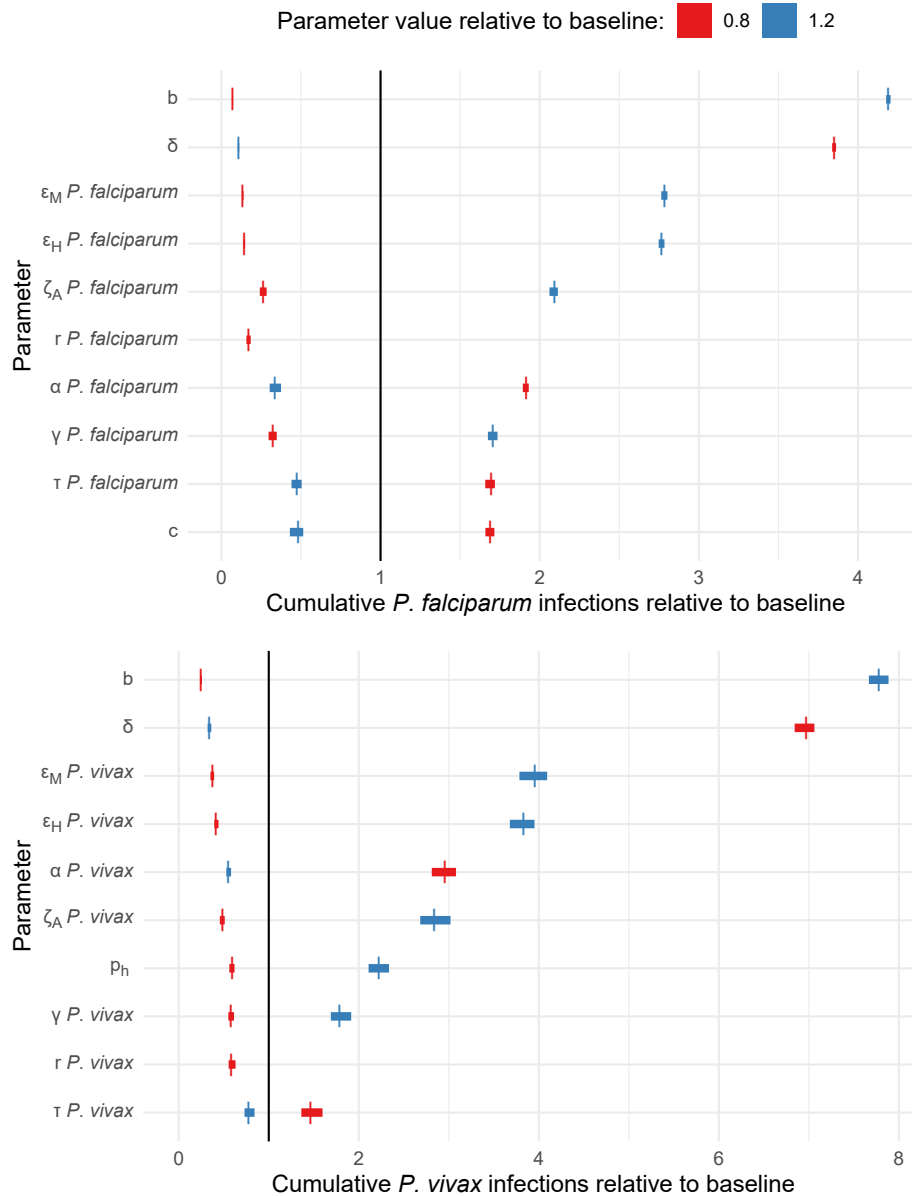 Parameter value relative to baseline: 0.8 1.2
Parameter
b
δ
εM P. falciparum
εH P. falciparum
ζA P. falciparum
r P. falciparum
α P. falciparum
γ P. falciparum
τ P. falciparum
c
0 1 2 3 4
Cumulative P. falciparum infections relative to baseline
Parameter
b
δ
εM P. vivax
εH P. vivax
α P. vivax
ζA P. vivax
ph
γ P. vivax
r P. vivax
τ P. vivax
0 2 4 6 8
Cumulative P. vivax infections relative to baseline